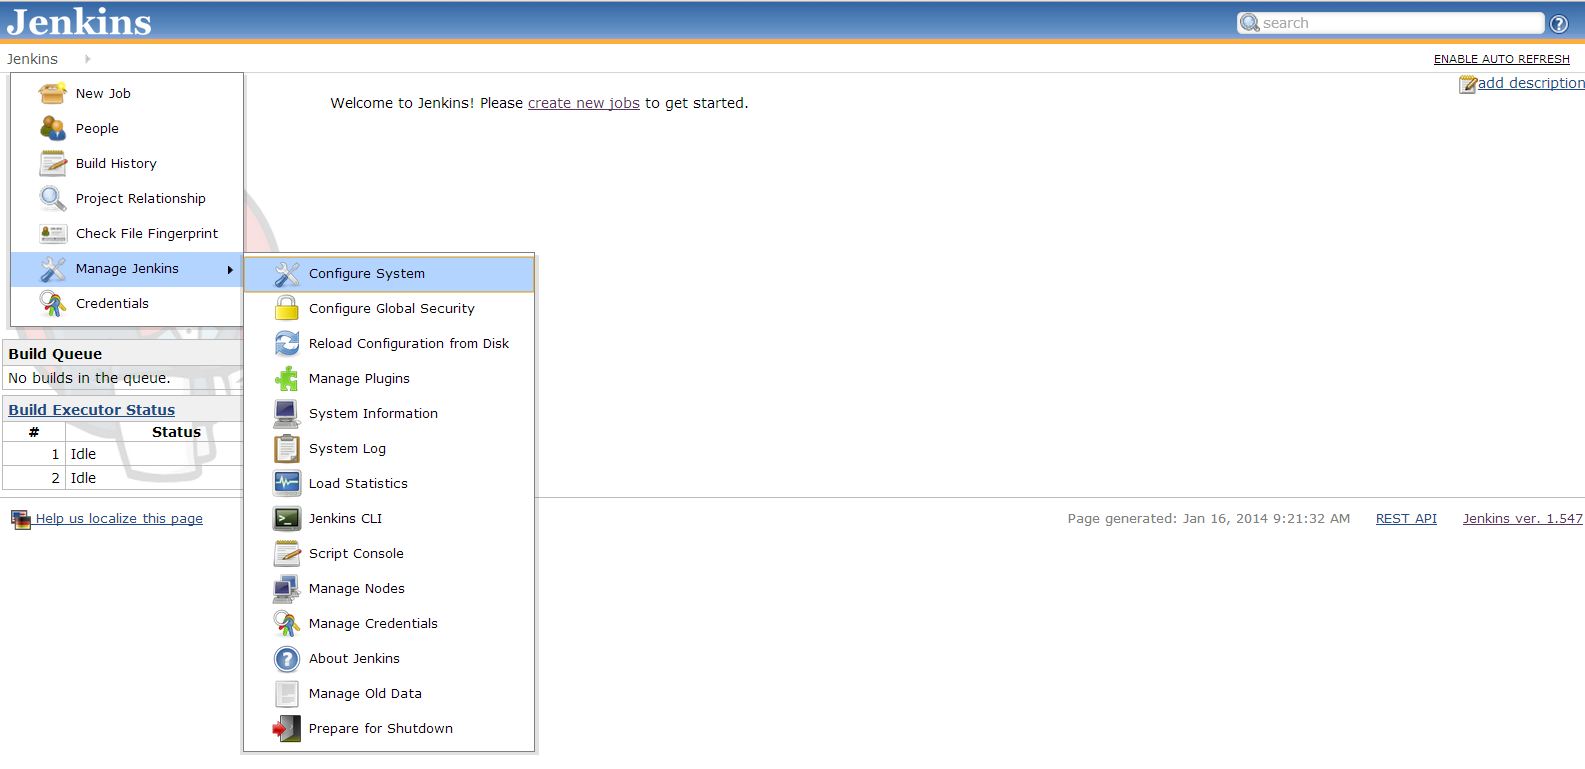 Jenkins
search
Jenkins
ENABLE AUTO REFRESH
add description
Welcome to Jenkins! Please create new jobs to get started.
New Job
People
Build History
Project Relationship
Check File Fingerprint
Manage Jenkins
Credentials
Configure System
Configure Global Security
Reload Configuration from Disk
Manage Plugins
System Information
System Log
Load Statistics
Jenkins CLI
Script Console
Manage Nodes
Manage Credentials
About Jenkins
Manage Old Data
Prepare for Shutdown
Build Queue
No builds in the queue.
Build Executor Status
# Status
1 Idle
2 Idle
Help us localize this page
Page generated: Jan 16, 2014 9:21:32 AM REST API Jenkins ver. 1.547